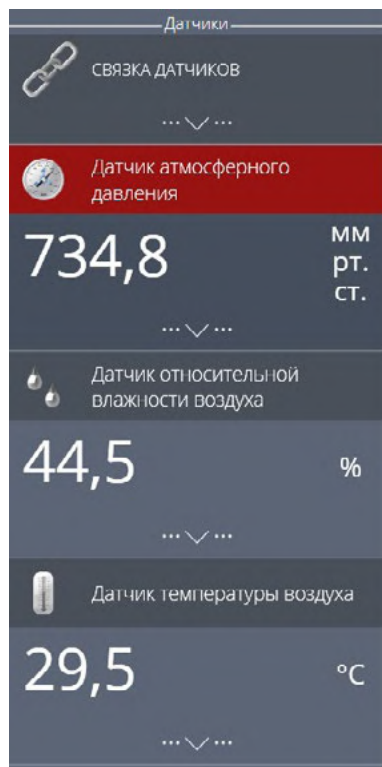 Датчики
СВЯЗКА ДАТЧИКОВ
... ...
Датчик атмосферного
давления
734,8
мм
рт.
ст.
... ...
Датчик относительной
влажности воздуха
44,5
%
... ...
Датчик температуры воздуха
29,5
°C
... ...